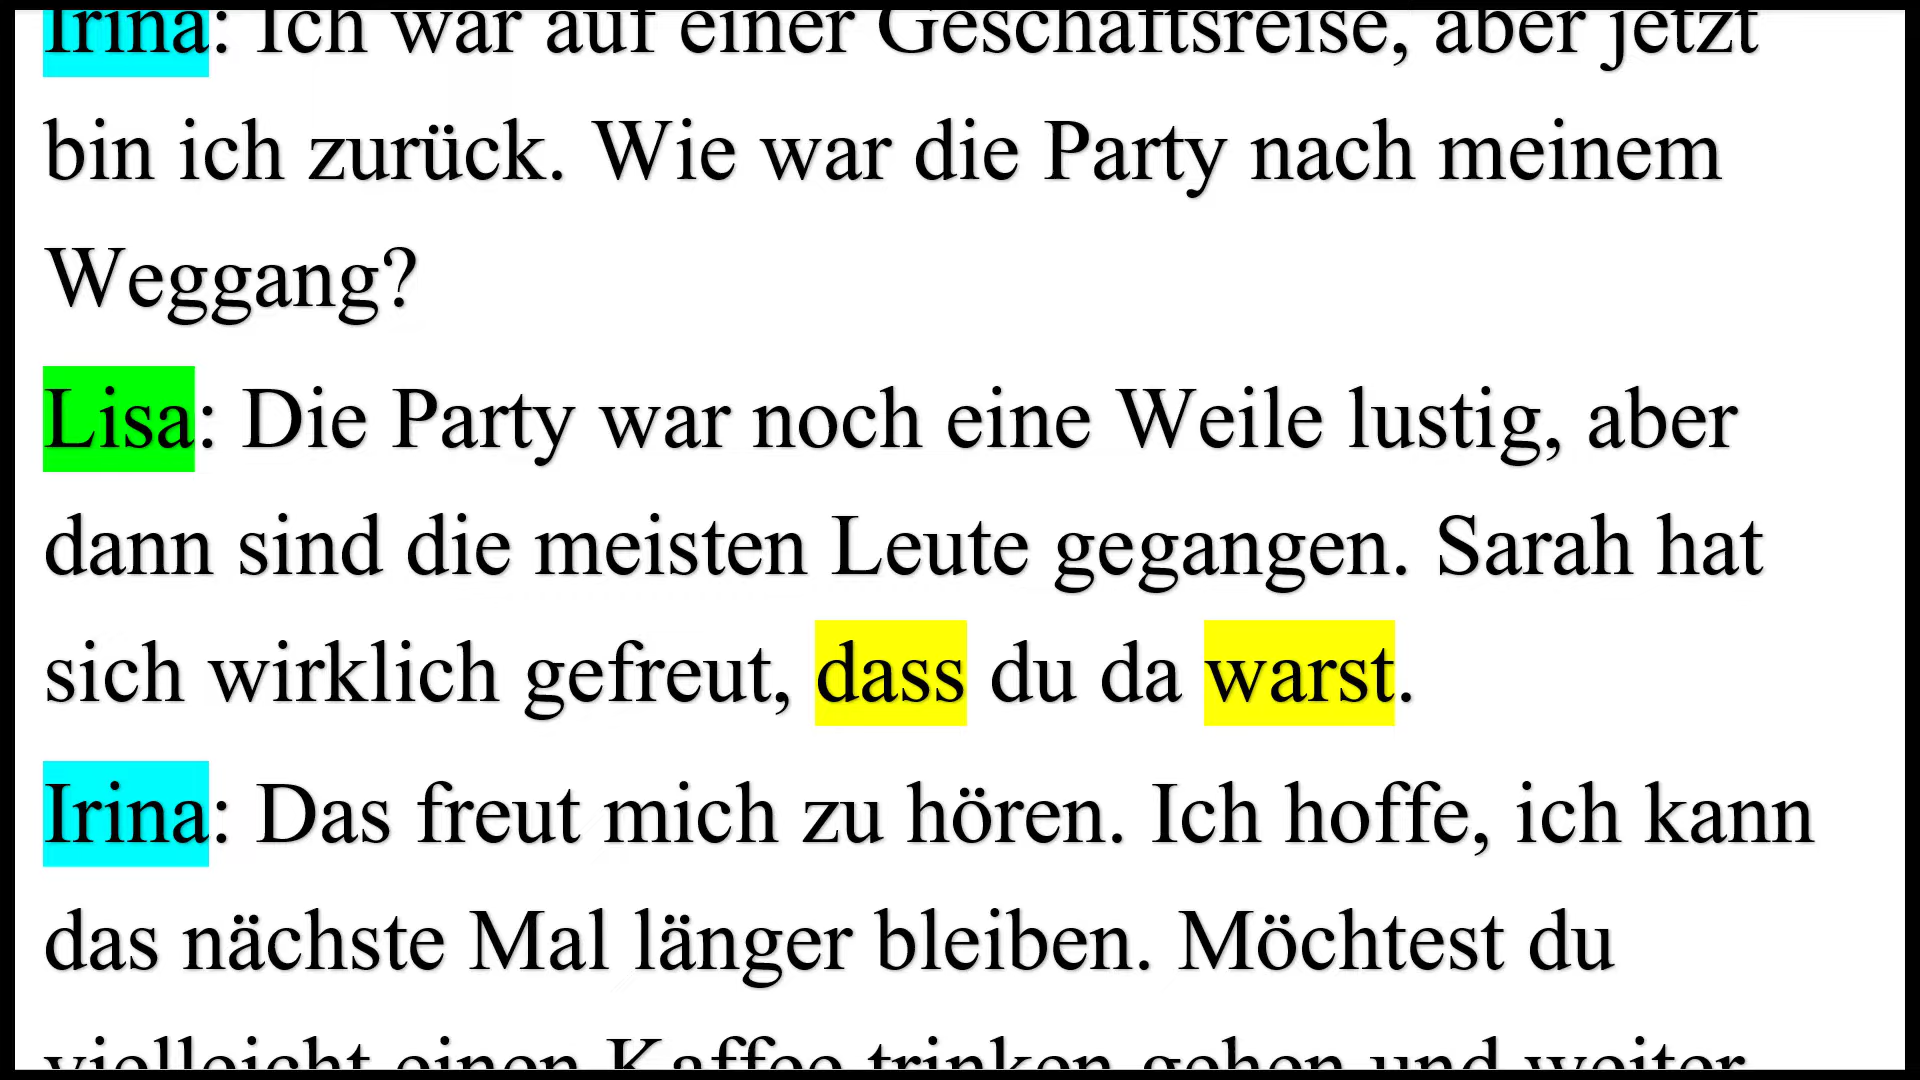 Irina: Ich war auf einer Geschäftsreise, aber jetzt
bin ich zurück. Wie war die Party nach meinem
Weggang?
Lisa: Die Party war noch eine Weile lustig, aber
dann sind die meisten Leute gegangen. Sarah hat
sich wirklich gefreut, dass du da warst.
Irina: Das freut mich zu hören. Ich hoffe, ich kann
das nächste Mal länger bleiben. Möchtest du
vielleicht einen Kaffee trinken gehen und weiter